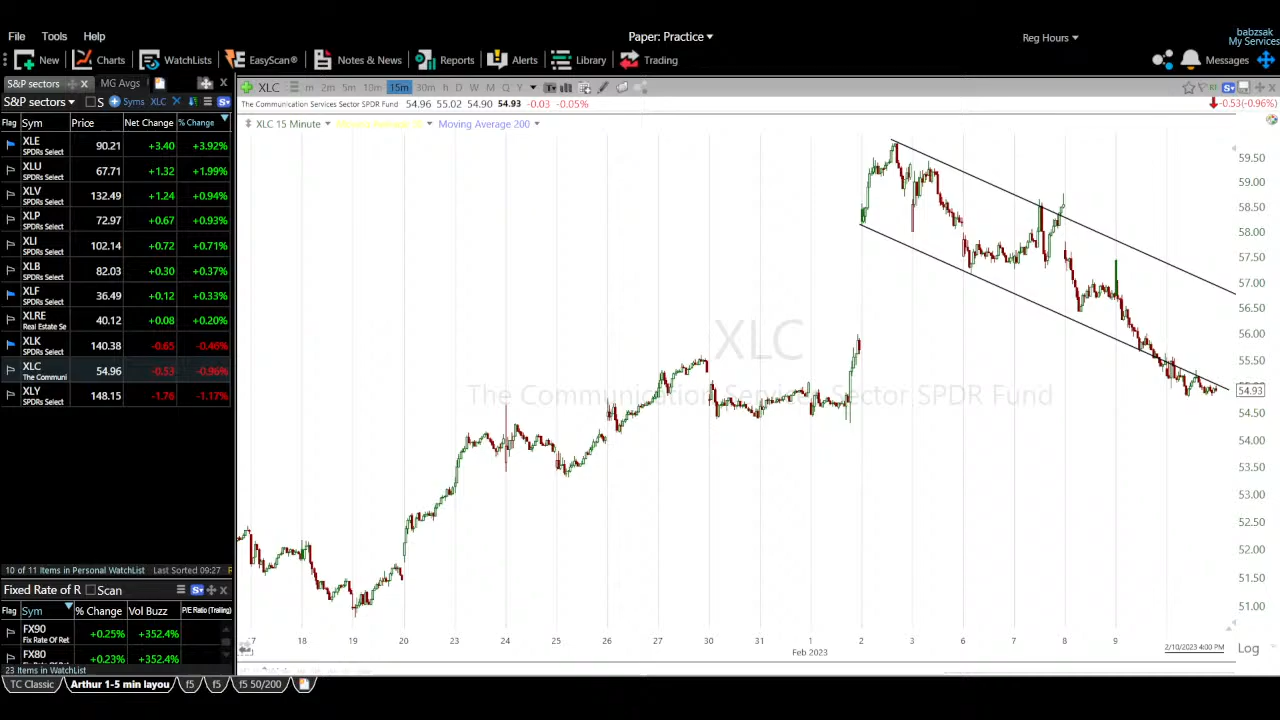 babzsak
File Tools Help Paper: Practice Reg Hours My Services
New Charts WatchLists EasyScan® Notes & News Reports Alerts Library Trading Messages
S&P sectors MG Avgs
XLC m 2m 5m 10m 15m 30m h D W M Q Y
S&P sectors S Syms XLC
The Communication Services Sector SPDR Fund 54.96 55.02 54.90 54.93 -0.03 -0.05% -0.53(-0.96%)
Flag Sym Price Net Change % Change
XLC 15 Minute Moving Average 200
XLE 90.21 +3.40 +3.92%
SPDRs Select
XLU 67.71 +1.32 +1.99%
SPDRs Select
XLV 132.49 +1.24 +0.94%
SPDRs Select
XLP 72.97 +0.67 +0.93%
SPDRs Select
XLI 102.14 +0.72 +0.71%
SPDRs Select
XLB 82.03 +0.30 +0.37%
SPDRs Select
XLF 36.49 +0.12 +0.33%
SPDRs Select
XLRE 40.12 +0.08 +0.20%
Real Estate Se
XLK 140.38 -0.65 -0.46%
SPDRs Select
XLC 54.96 -0.53 -0.96%
The Communi
XLY 148.15 -1.76 -1.17%
SPDRs Select
XLC
The Communication Services Sector SPDR Fund
59.50
59.00
58.50
58.00
57.50
57.00
56.50
56.00
55.50
54.93
54.50
54.00
53.50
53.00
52.50
52.00
51.50
51.00
10 of 11 Items in Personal WatchList Last Sorted 09:27
Fixed Rate of R Scan
Flag Sym % Change Vol Buzz P/E Ratio (Trailing)
FX90 +0.25% +352.4%
Fix Rate Of Ret
FX80 +0.23% +352.4%
Fix Rate Of Ret
23 Items in WatchList
17 18 19 20 23 24 25 26 27 30 31 1 2 3 6 7 8 9
Feb 2023 2/10/2023 4:00 PM Log
TC Classic Arthur 1-5 min layou f5 f5 f5 50/200